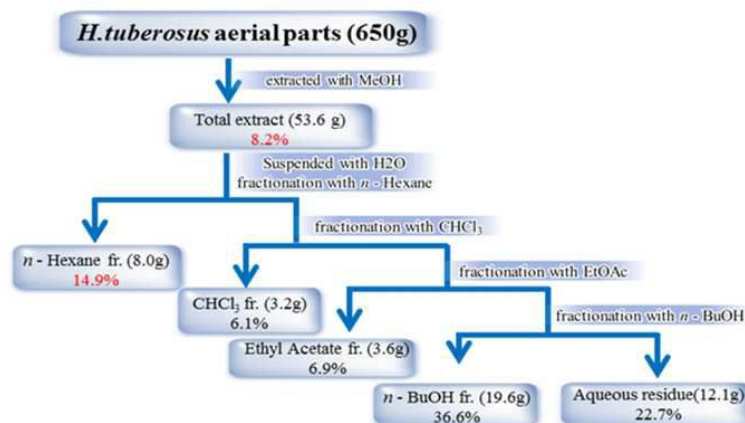 H.tuberosus aerial parts (650g)
extracted with MeOH
Total extract (53.6 g)
8.2%
Suspended with H2O
fractionation with n - Hexane
fractionation with CHCl₃
n - Hexane fr. (8.0g)
14.9%
fractionation with EtOAc
CHCl₃ fr. (3.2g)
6.1%
fractionation with n - BuOH
Ethyl Acetate fr. (3.6g)
6.9%
n - BuOH fr. (19.6g)
36.6%
Aqueous residue(12.1g)
22.7%